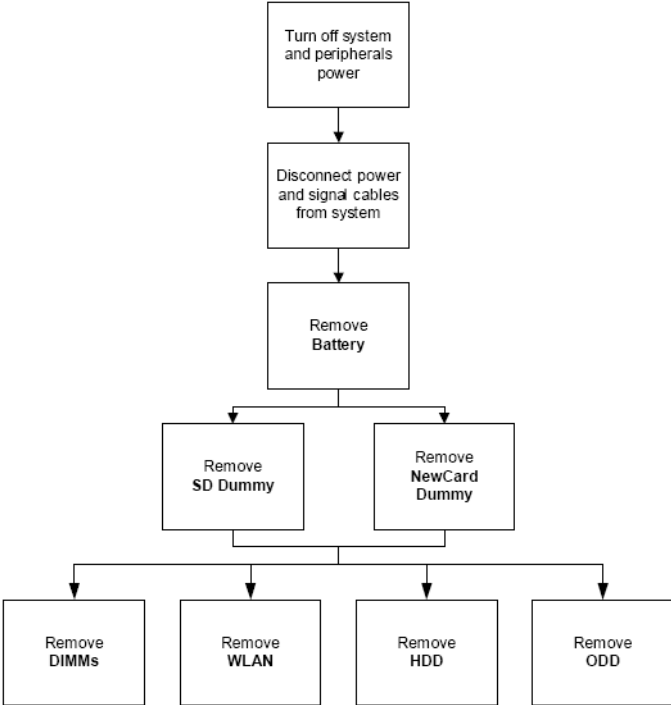 Turn off system
and peripherals
power
Disconnect power
and signal cables
from system
Remove
Battery
Remove
SD Dummy
Remove
NewCard
Dummy
Remove
DIMMs
Remove
WLAN
Remove
HDD
Remove
ODD